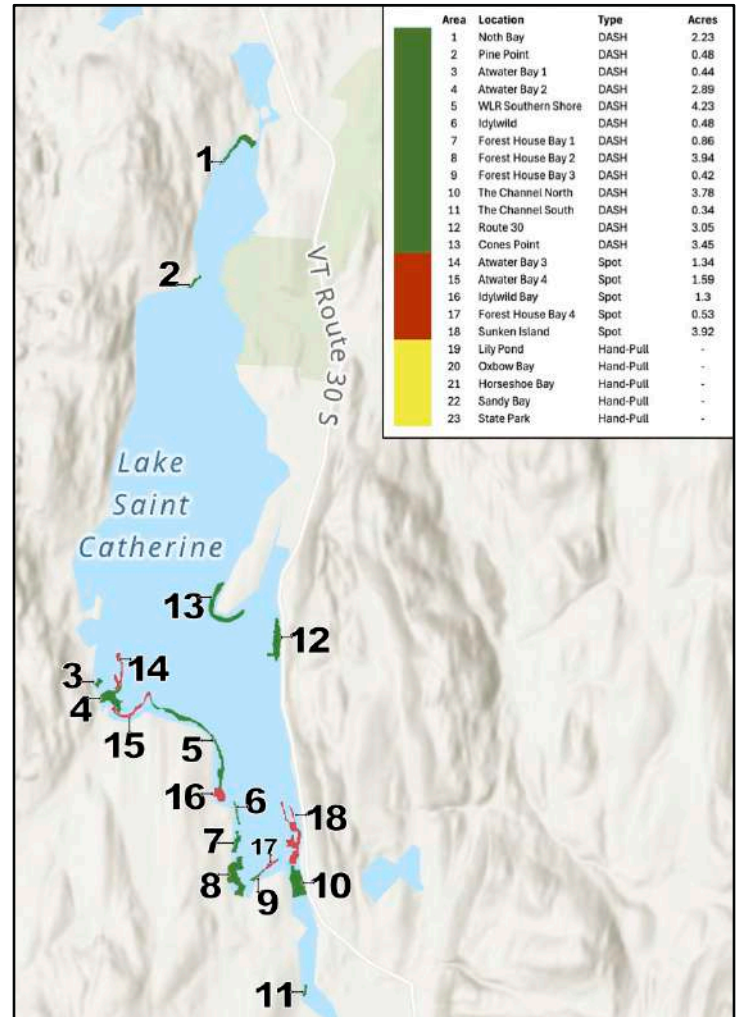 Area Location Type Acres
1 Noth Bay DASH 2.23
2 Pine Point DASH 0.48
3 Atwater Bay 1 DASH 0.44
4 Atwater Bay 2 DASH 2.89
5 WLR Southern Shore DASH 4.23
6 Idylwild DASH 0.48
7 Forest House Bay 1 DASH 0.86
8 Forest House Bay 2 DASH 3.94
9 Forest House Bay 3 DASH 0.42
10 The Channel North DASH 3.78
11 The Channel South DASH 0.34
12 Route 30 DASH 3.05
13 Cones Point DASH 3.45
14 Atwater Bay 3 Spot 1.34
15 Atwater Bay 4 Spot 1.59
16 Idylwild Bay Spot 1.3
17 Forest House Bay 4 Spot 0.53
18 Sunken Island Spot 3.92
19 Lily Pond Hand-Pull -
20 Oxbow Bay Hand-Pull -
21 Horseshoe Bay Hand-Pull -
22 Sandy Bay Hand-Pull -
23 State Park Hand-Pull -
1
2
VT Route 30 S
Lake
Saint
Catherine
13
12
3
14
4
15
5
16
6
18
7
17
8
9
10
11